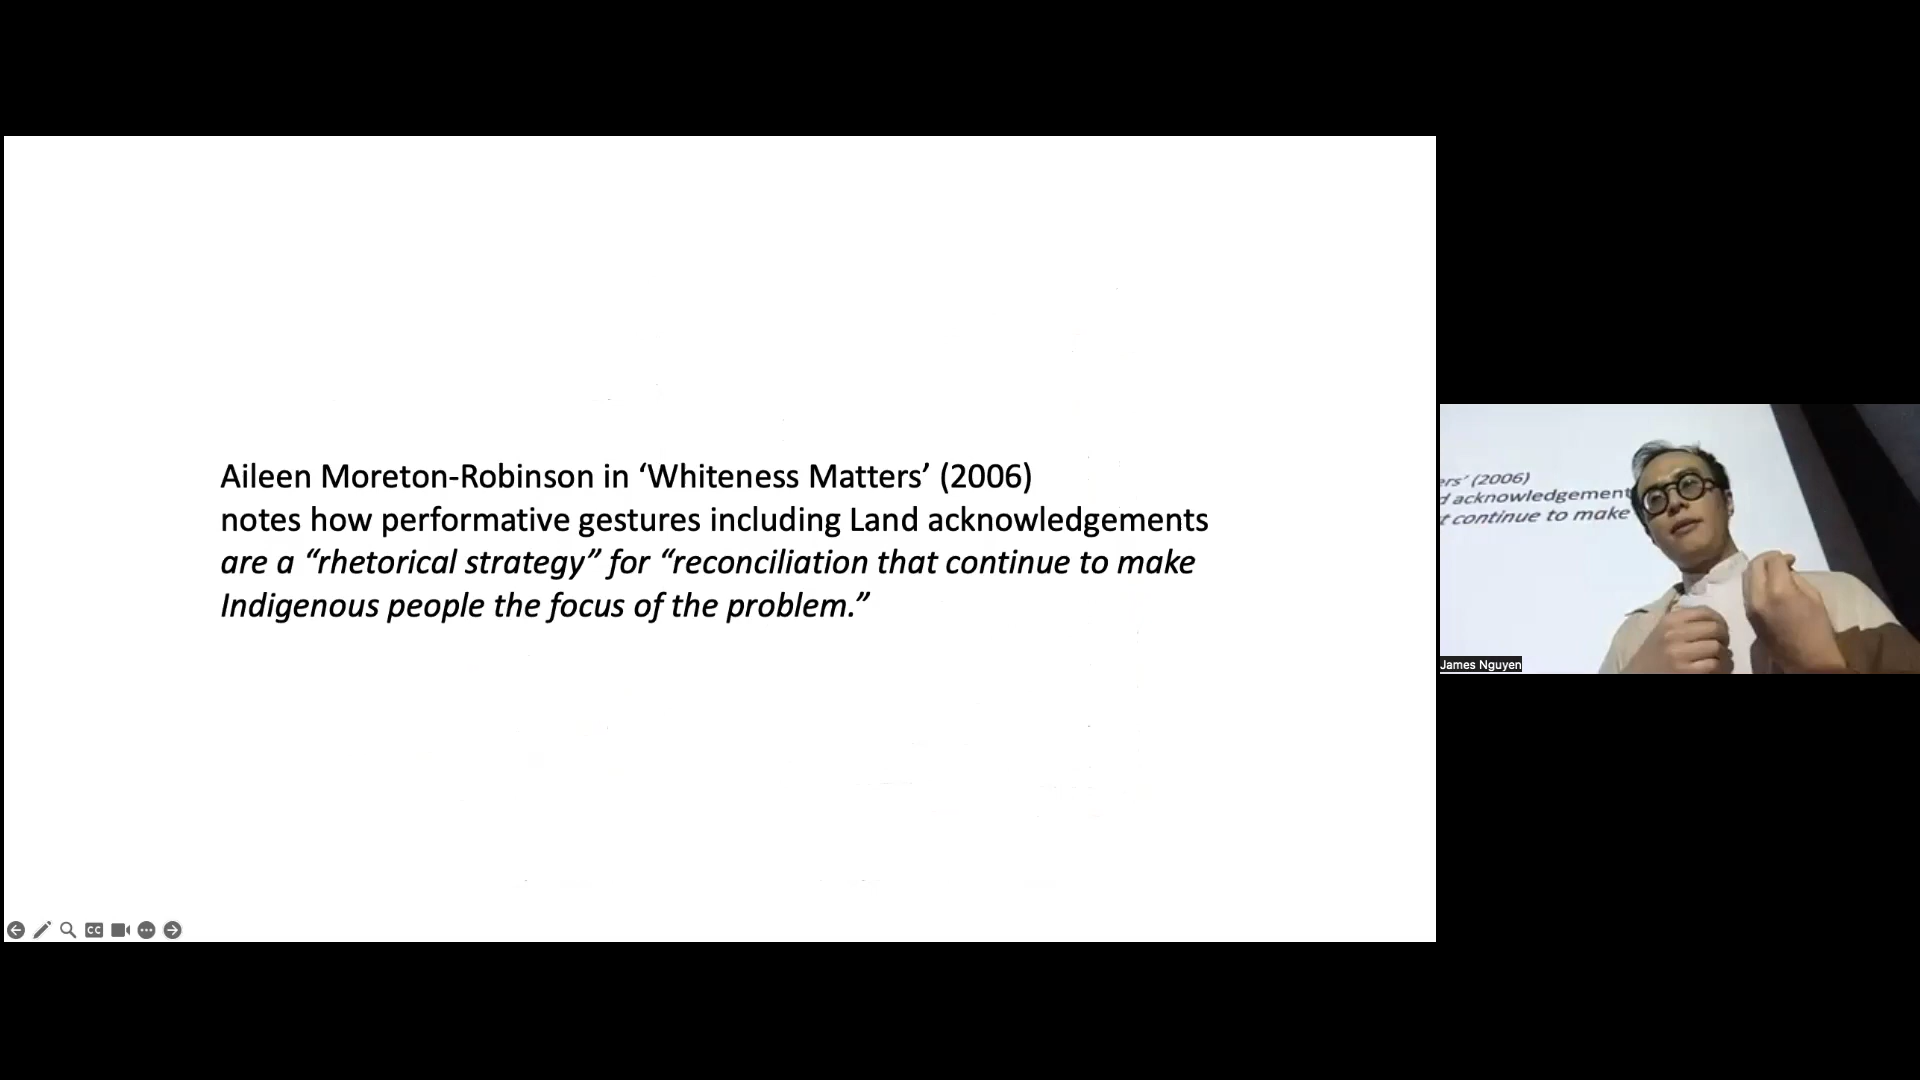 Aileen Moreton-Robinson in ‘Whiteness Matters’ (2006)
notes how performative gestures including Land acknowledgements
are a “rhetorical strategy” for “reconciliation that continue to make
Indigenous people the focus of the problem.”
CC
ers’ (2006)
d acknowledgement
t continue to make
James Nguyen